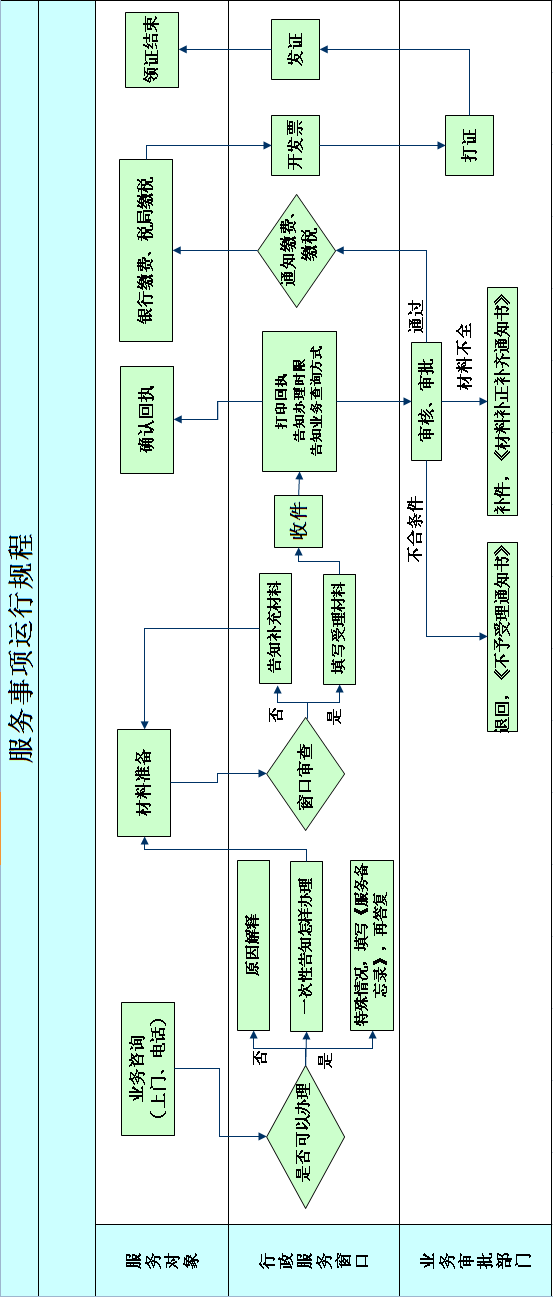 服务事项运行规程
服务
对象
业务咨询
（上门、电话）
材料准备
确认回执
银行缴费、税局缴税
领证结束
行政
服务
窗口
是否可以办理
否
是
原因解释
一次性告知怎样办理
特殊情况，填写《服务备
忘录》，再答复
窗口审查
否
是
告知补充材料
填写受理材料
收件
打印回执
告知办理时限
告知业务查询方式
通知缴费、
缴税
开发票
发证
业务
审批
部门
不合条件
退回，《不予受理通知书》
审核、审批
通过
材料不全
补件，《材料补正补齐通知书》
打证